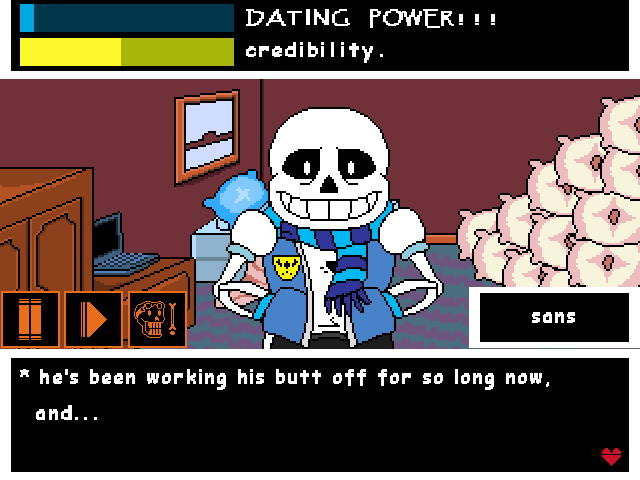 DATING POWER!!!
credibility.
sans
* he's been working his butt off for so long now,
and...